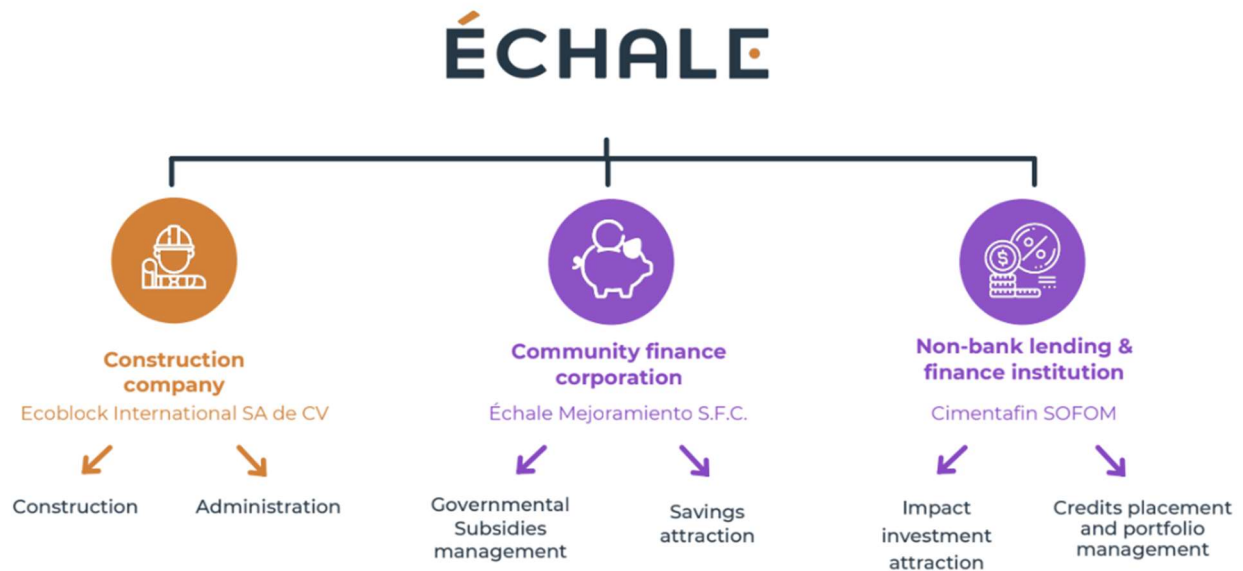 ÉCHALE
Construction
company
Ecoblock International SA de CV
Construction
Administration
Community finance
corporation
Échale Mejoramiento S.F.C.
Governmental
Subsidies
management
Savings
attraction
Non-bank lending &
finance institution
Cimentafin SOFOM
Impact
investment
attraction
Credits placement
and portfolio
management
$
%